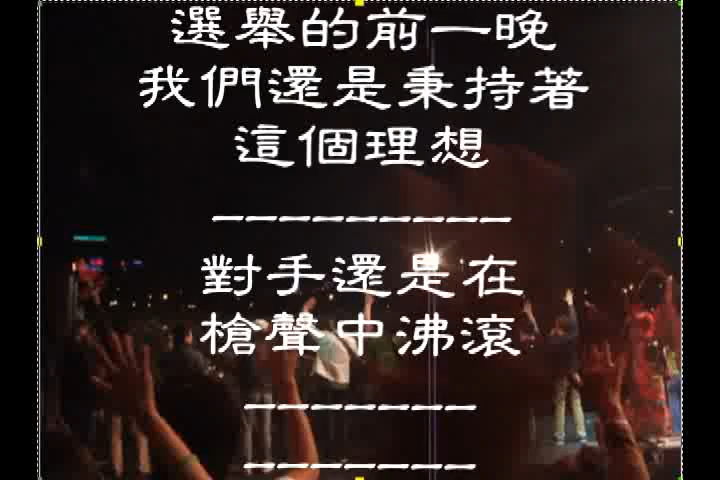 選舉的前一晚
我們還是秉持著
這個理想
----------
對手還是在
槍聲中沸滾
-------
-------